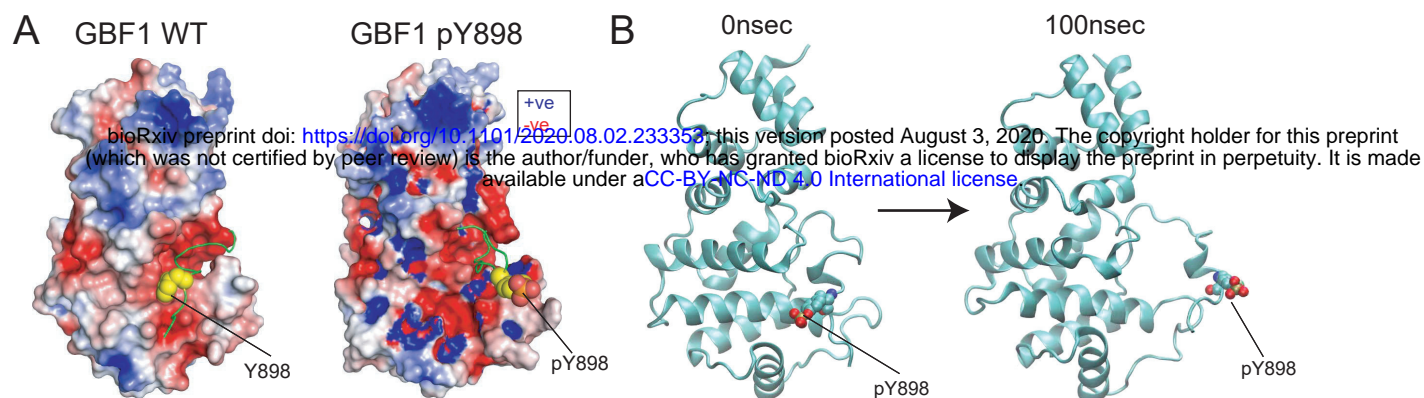 A
GBF1 WT
GBF1 pY898
+ve
-ve
Y898
pY898
B
0nsec
100nsec
pY898
pY898
bioRxiv preprint doi: https://doi.org/10.1101/2020.08.02.233353; this version posted August 3, 2020. The copyright holder for this preprint
(which was not certified by peer review) is the author/funder, who has granted bioRxiv a license to display the preprint in perpetuity. It is made
available under aCC-BY-NC-ND 4.0 International license.